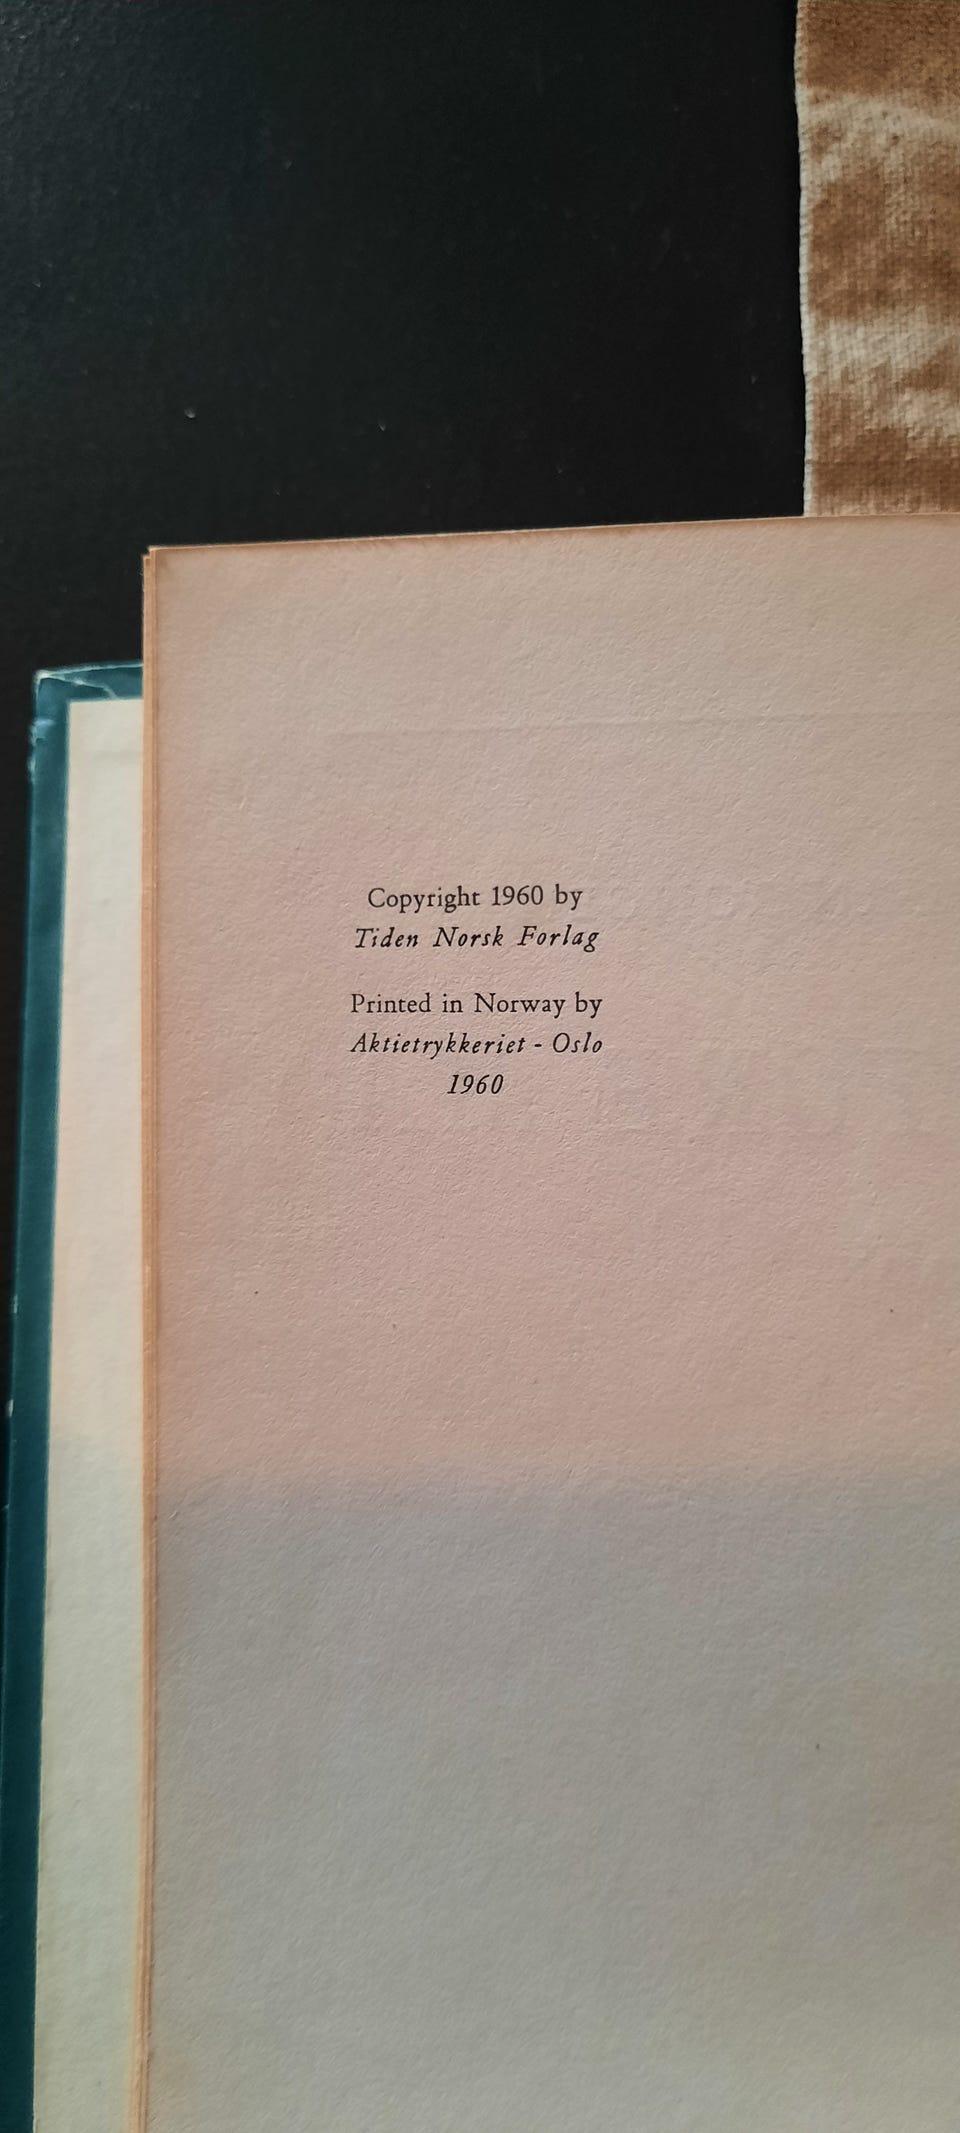 Copyright 1960 by
Tiden Norsk Forlag
Printed in Norway by
Aktietrykkeriet - Oslo
1960